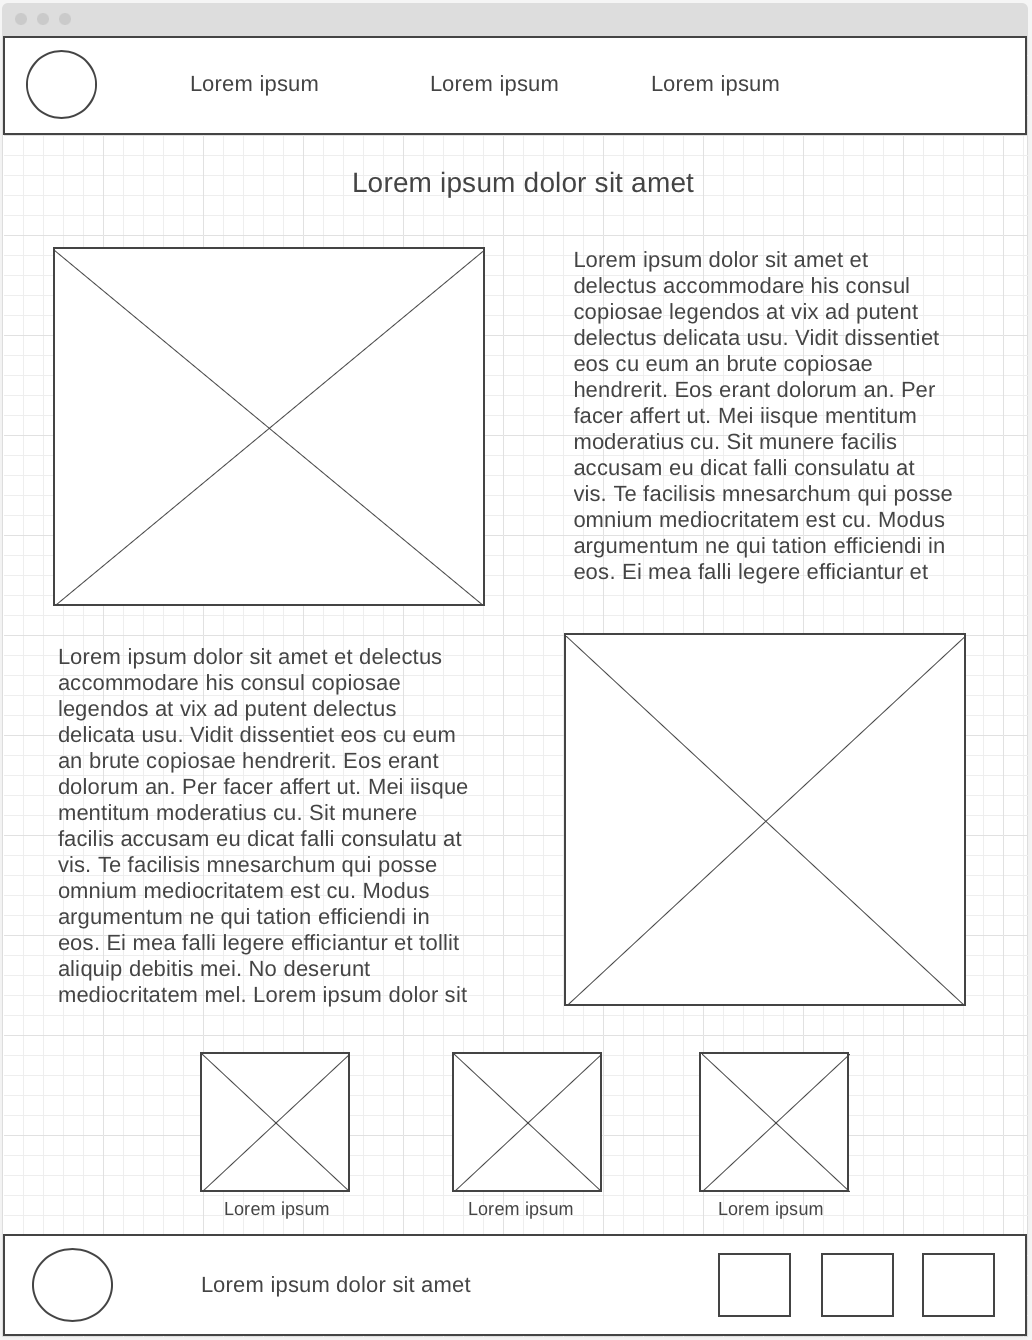 Lorem ipsum
Lorem ipsum
Lorem ipsum
Lorem ipsum dolor sit amet
Lorem ipsum dolor sit amet et
delectus accommodare his consul
copiosae legendos at vix ad putent
delectus delicata usu. Vidit dissentiet
eos cu eum an brute copiosae
hendrerit. Eos erant dolorum an. Per
facer affert ut. Mei iisque mentitum
moderatius cu. Sit munere facilis
accusam eu dicat falli consulatu at
vis. Te facilisis mnesarchum qui posse
omnium mediocritatem est cu. Modus
argumentum ne qui tation efficiendi in
eos. Ei mea falli legere efficiantur et
Lorem ipsum dolor sit amet et delectus
accommodare his consul copiosae
legendos at vix ad putent delectus
delicata usu. Vidit dissentiet eos cu eum
an brute copiosae hendrerit. Eos erant
dolorum an. Per facer affert ut. Mei iisque
mentitum moderatius cu. Sit munere
facilis accusam eu dicat falli consulatu at
vis. Te facilisis mnesarchum qui posse
omnium mediocritatem est cu. Modus
argumentum ne qui tation efficiendi in
eos. Ei mea falli legere efficiantur et tollit
aliquip debitis mei. No deserunt
mediocritatem mel. Lorem ipsum dolor sit
Lorem ipsum
Lorem ipsum
Lorem ipsum
Lorem ipsum dolor sit amet